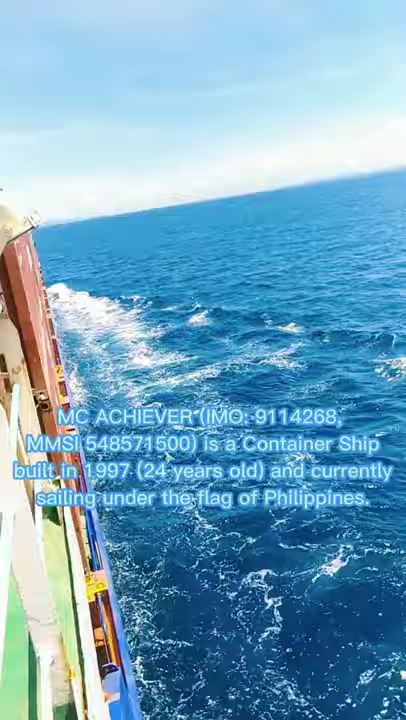 MC ACHIEVER (IMO: 9114268,
MMSI 548571500) is a Container Ship
built in 1997 (24 years old) and currently
sailing under the flag of Philippines.